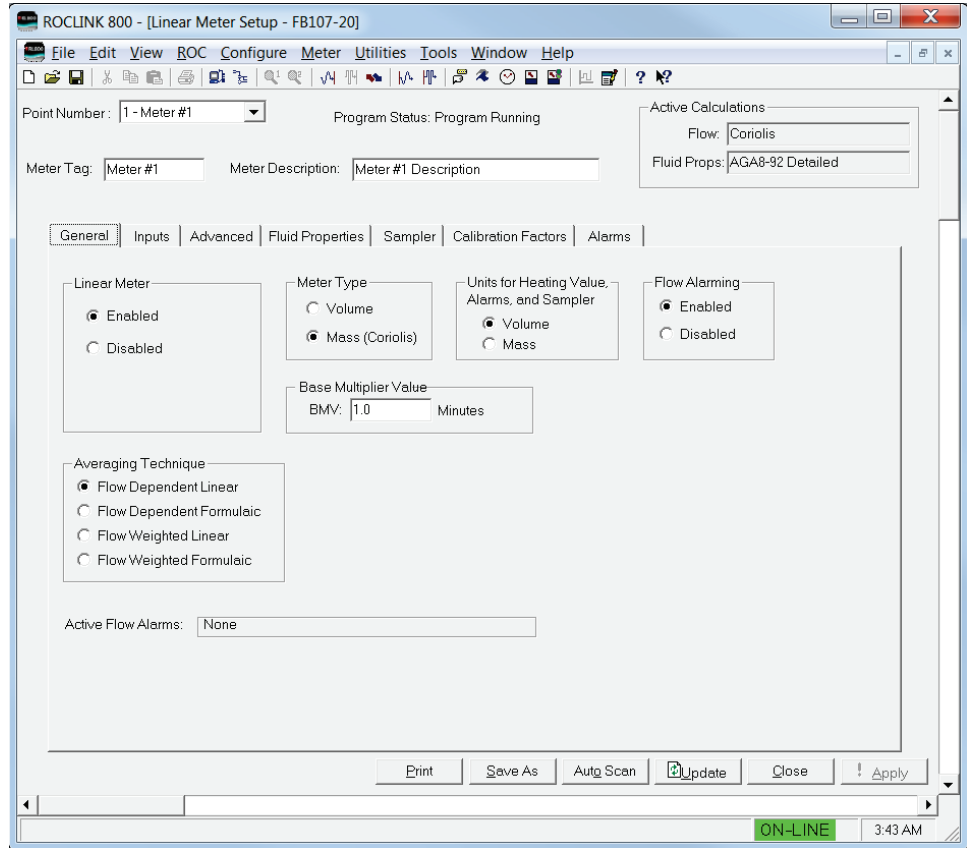 ROCLINK 800 - [Linear Meter Setup - FB107-20]
File Edit View ROC Configure Meter Utilities Tools Window Help
Point Number : 1 - Meter #1
Program Status: Program Running
Active Calculations
Flow: Coriolis
Fluid Props: AGA8-92 Detailed
Meter Tag: Meter #1 Meter Description: Meter #1 Description
General Inputs Advanced Fluid Properties Sampler Calibration Factors Alarms
Linear Meter
Enabled
Disabled
Meter Type
Volume
Mass (Coriolis)
Units for Heating Value,
Alarms, and Sampler
Volume
Mass
Flow Alarming
Enabled
Disabled
Base Multiplier Value
BMV: 1.0 Minutes
Averaging Technique
Flow Dependent Linear
Flow Dependent Formulaic
Flow Weighted Linear
Flow Weighted Formulaic
Active Flow Alarms: None
Print Save As Auto Scan Update Close ! Apply
ON-LINE 3:43 AM